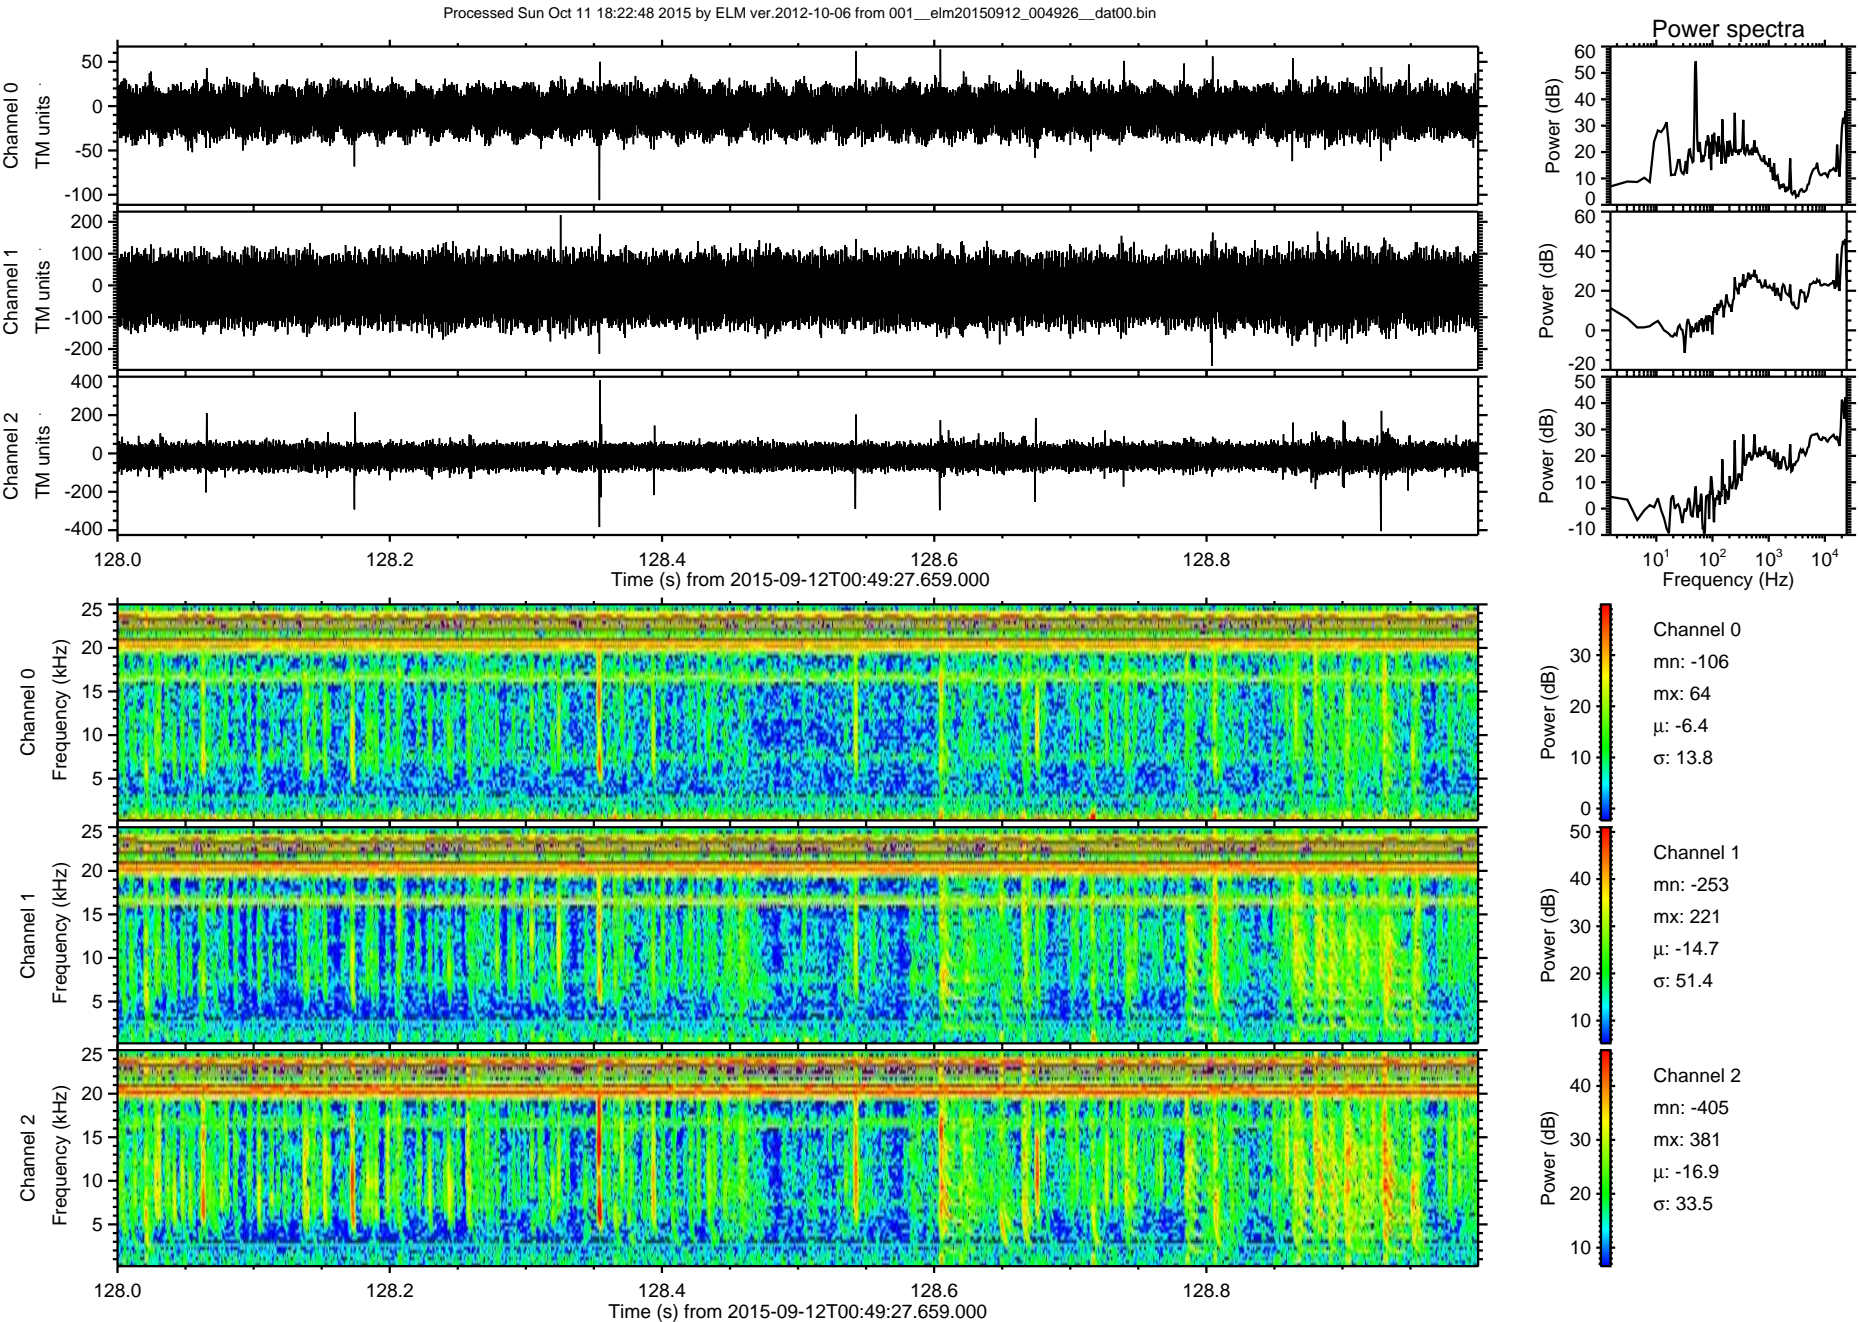 Processed Sun Oct 11 18:22:48 2015 by ELM ver.2012-10-06 from 001__elm20150912_004926__dat00.bin
Power spectra
Channel 0
TM units
50
0
-50
-100
Power (dB)
60
50
40
30
20
10
0
Channel 1
TM units
200
100
0
-100
-200
Power (dB)
60
40
20
0
-20
Channel 2
TM units
400
200
0
-200
-400
Power (dB)
50
40
30
20
10
0
-10
128.0 128.2 128.4 128.6 128.8
Time (s) from 2015-09-12T00:49:27.659.000
10¹ 10² 10³ 10⁴
Frequency (Hz)
Channel 0
Frequency (kHz)
25
20
15
10
5
Power (dB)
30
20
10
0
Channel 0
mn: -106
mx: 64
µ: -6.4
σ: 13.8
Channel 1
Frequency (kHz)
25
20
15
10
5
Power (dB)
50
40
30
20
10
Channel 1
mn: -253
mx: 221
µ: -14.7
σ: 51.4
Channel 2
Frequency (kHz)
25
20
15
10
5
Power (dB)
40
30
20
10
Channel 2
mn: -405
mx: 381
µ: -16.9
σ: 33.5
128.0 128.2 128.4 128.6 128.8
Time (s) from 2015-09-12T00:49:27.659.000